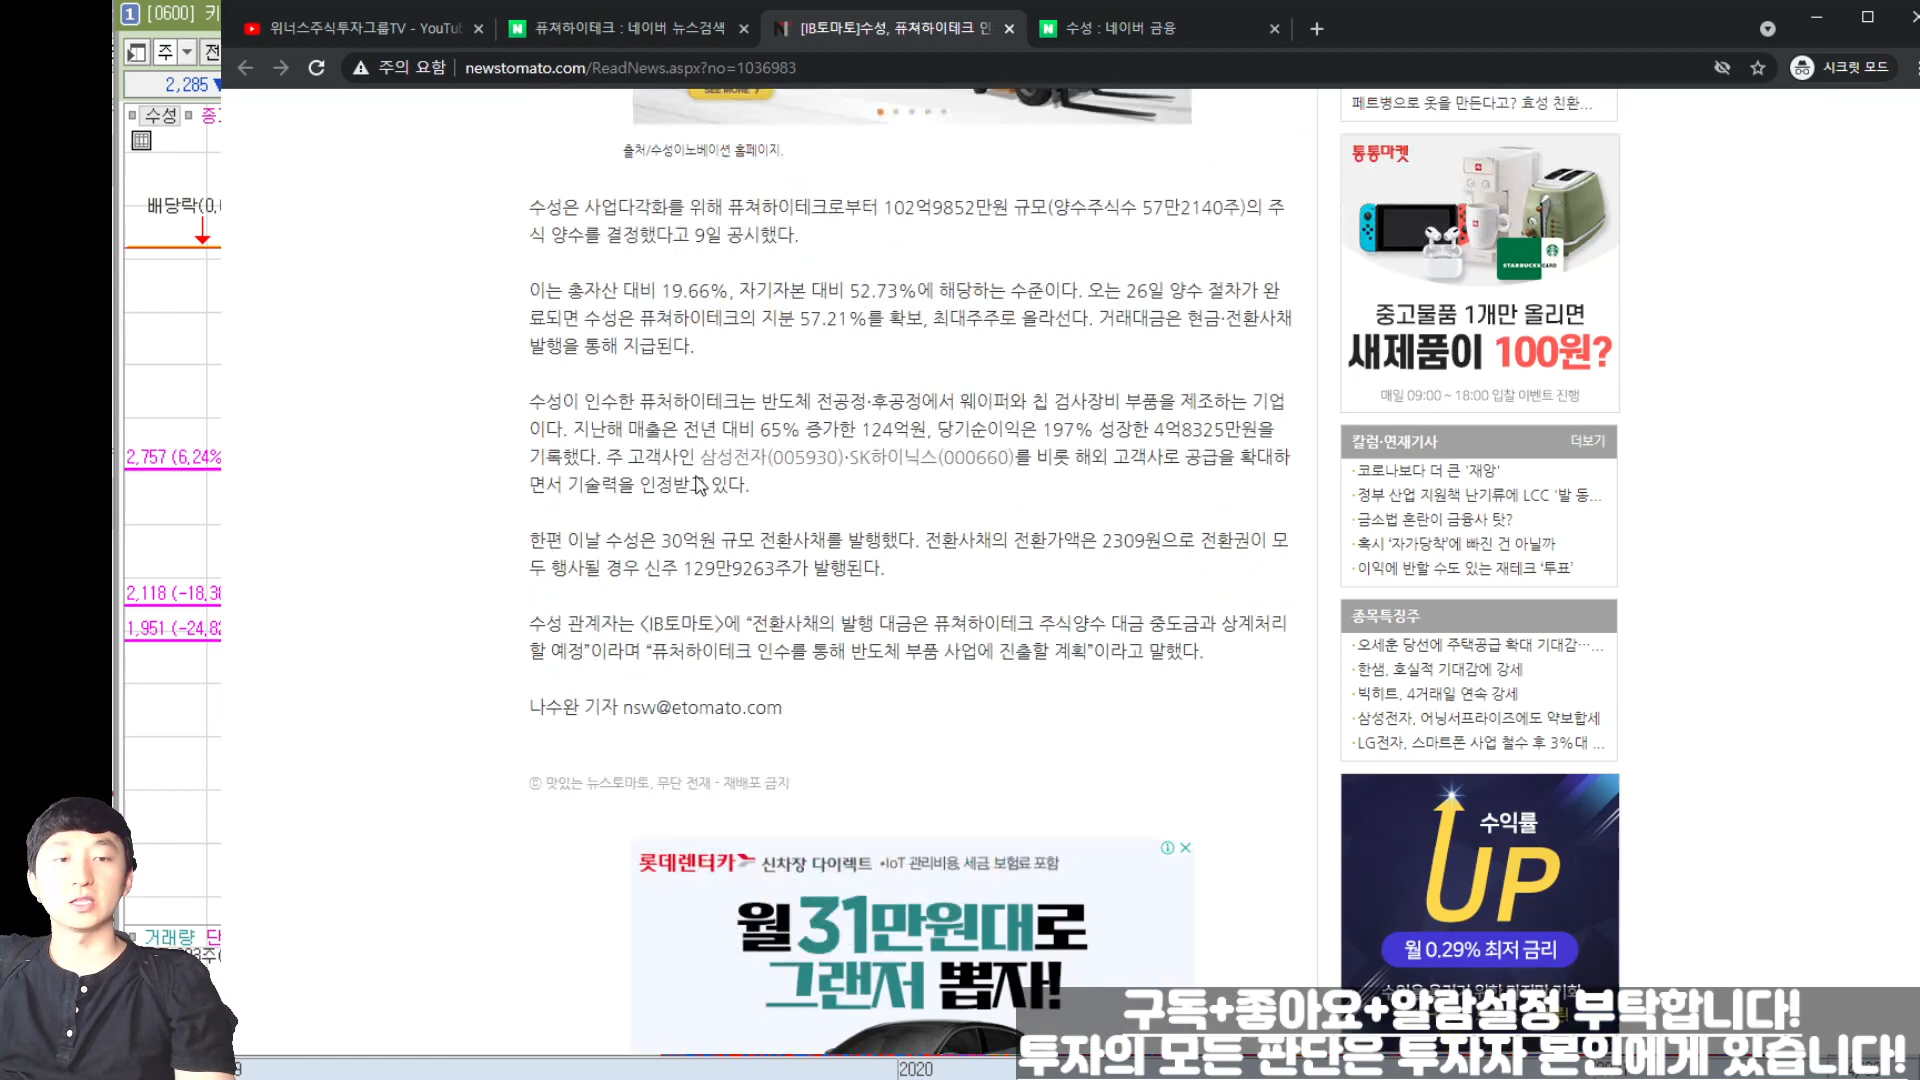 1 [0600] 키
위너스주식투자그룹TV - YouTu
퓨쳐하이테크 : 네이버 뉴스검색
[IB토마토]수성, 퓨쳐하이테크 인
수성 : 네이버 금융
주의 요함
newstomato.com/ReadNews.aspx?no=1036983
시크릿 모드
주
전
2,285
수성
종
배당락(0,
2,757 (6,24%
2,118 (-18,38
1,951 (-24,82
거래량 단
SEE MORE
출처/수성이노베이션 홈페이지.
수성은 사업다각화를 위해 퓨쳐하이테크로부터 102억9852만원 규모(양수주식수 57만2140주)의 주
식 양수를 결정했다고 9일 공시했다.
이는 총자산 대비 19.66%, 자기자본 대비 52.73%에 해당하는 수준이다. 오는 26일 양수 절차가 완
료되면 수성은 퓨쳐하이테크의 지분 57.21%를 확보, 최대주주로 올라선다. 거래대금은 현금·전환사채
발행을 통해 지급된다.
수성이 인수한 퓨처하이테크는 반도체 전공정·후공정에서 웨이퍼와 칩 검사장비 부품을 제조하는 기업
이다. 지난해 매출은 전년 대비 65% 증가한 124억원, 당기순이익은 197% 성장한 4억8325만원을
기록했다. 주 고객사인 삼성전자(005930)·SK하이닉스(000660)를 비롯 해외 고객사로 공급을 확대하
면서 기술력을 인정받고 있다.
한편 이날 수성은 30억원 규모 전환사채를 발행했다. 전환사채의 전환가액은 2309원으로 전환권이 모
두 행사될 경우 신주 129만9263주가 발행된다.
수성 관계자는 <IB토마토>에 “전환사채의 발행 대금은 퓨쳐하이테크 주식양수 대금 중도금과 상계처리
할 예정”이라며 “퓨처하이테크 인수를 통해 반도체 부품 사업에 진출할 계획”이라고 말했다.
나수완 기자 nsw@etomato.com
ⓒ 맛있는 뉴스토마토, 무단 전재 - 재배포 금지
롯데렌터카 신차장 다이렉트 •IoT 관리비용, 세금, 보험료 포함
월 31만원대로
그랜저 뽑자!
페트병으로 옷을 만든다고? 효성 친환...
통통마켓
STARBUCKS CARD
중고물품 1개만 올리면
새제품이 100원?
매일 09:00 ~ 18:00 입찰 이벤트 진행
칼럼·연재기사 더보기
·코로나보다 더 큰 '재앙'
·정부 산업 지원책 난기류에 LCC '발 동...
·금소법 혼란이 금융사 탓?
·혹시 '자가당착'에 빠진 건 아닐까
·이익에 반할 수도 있는 재테크 '투표'
종목특징주
·오세훈 당선에 주택공급 확대 기대감…...
·한샘, 호실적 기대감에 강세
·빅히트, 4거래일 연속 강세
·삼성전자, 어닝서프라이즈에도 약보합세
·LG전자, 스마트폰 사업 철수 후 3%대 ...
수익률
UP
월 0.29% 최저 금리
구독+좋아요+알람설정 부탁합니다!
투자의 모든 판단은 투자자 본인에게 있습니다!
9
2020